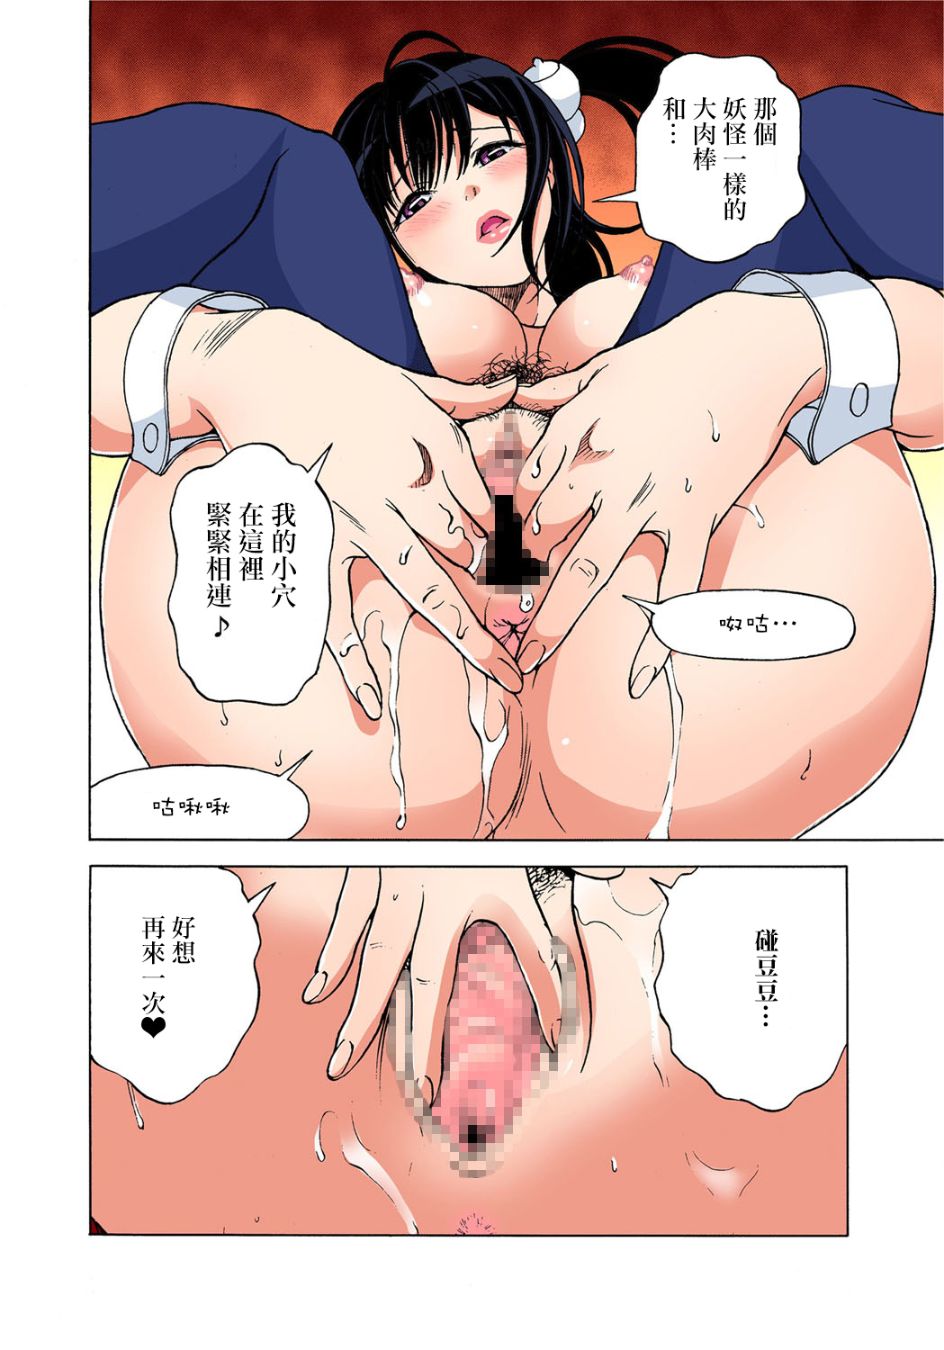 那個
妖怪一樣的
大肉棒
和…
我的小穴
在這裡
緊緊相連♪
呶咕…
咕啾啾
碰豆豆…
好想
再來一次❤